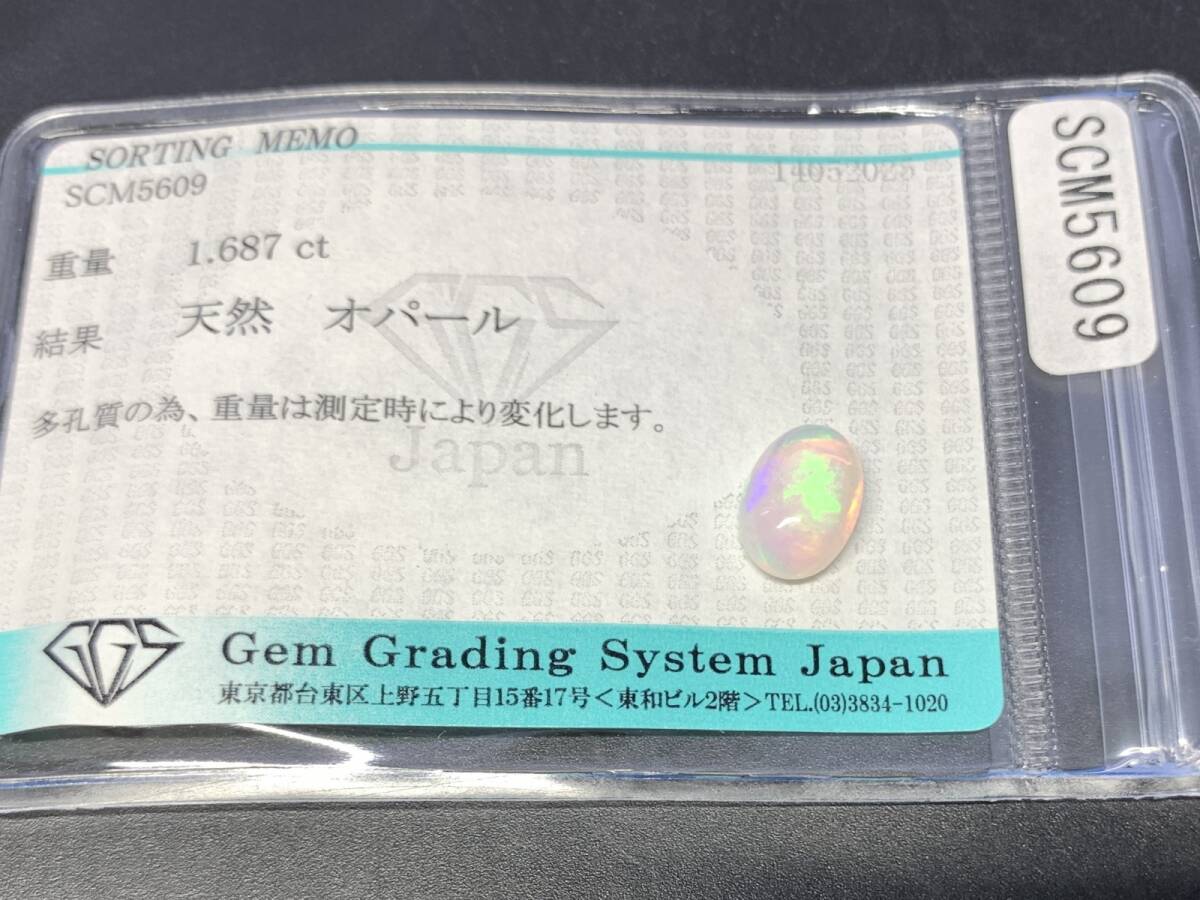 SORTING MEMO
SCM5609 14052025
重量 1.687 ct
結果 天然 オパール
多孔質の為、重量は測定時により変化します。
Japan
GGS Gem Grading System Japan
東京都台東区上野五丁目15番17号<東和ビル2階>TEL.(03)3834-1020
SCM5609